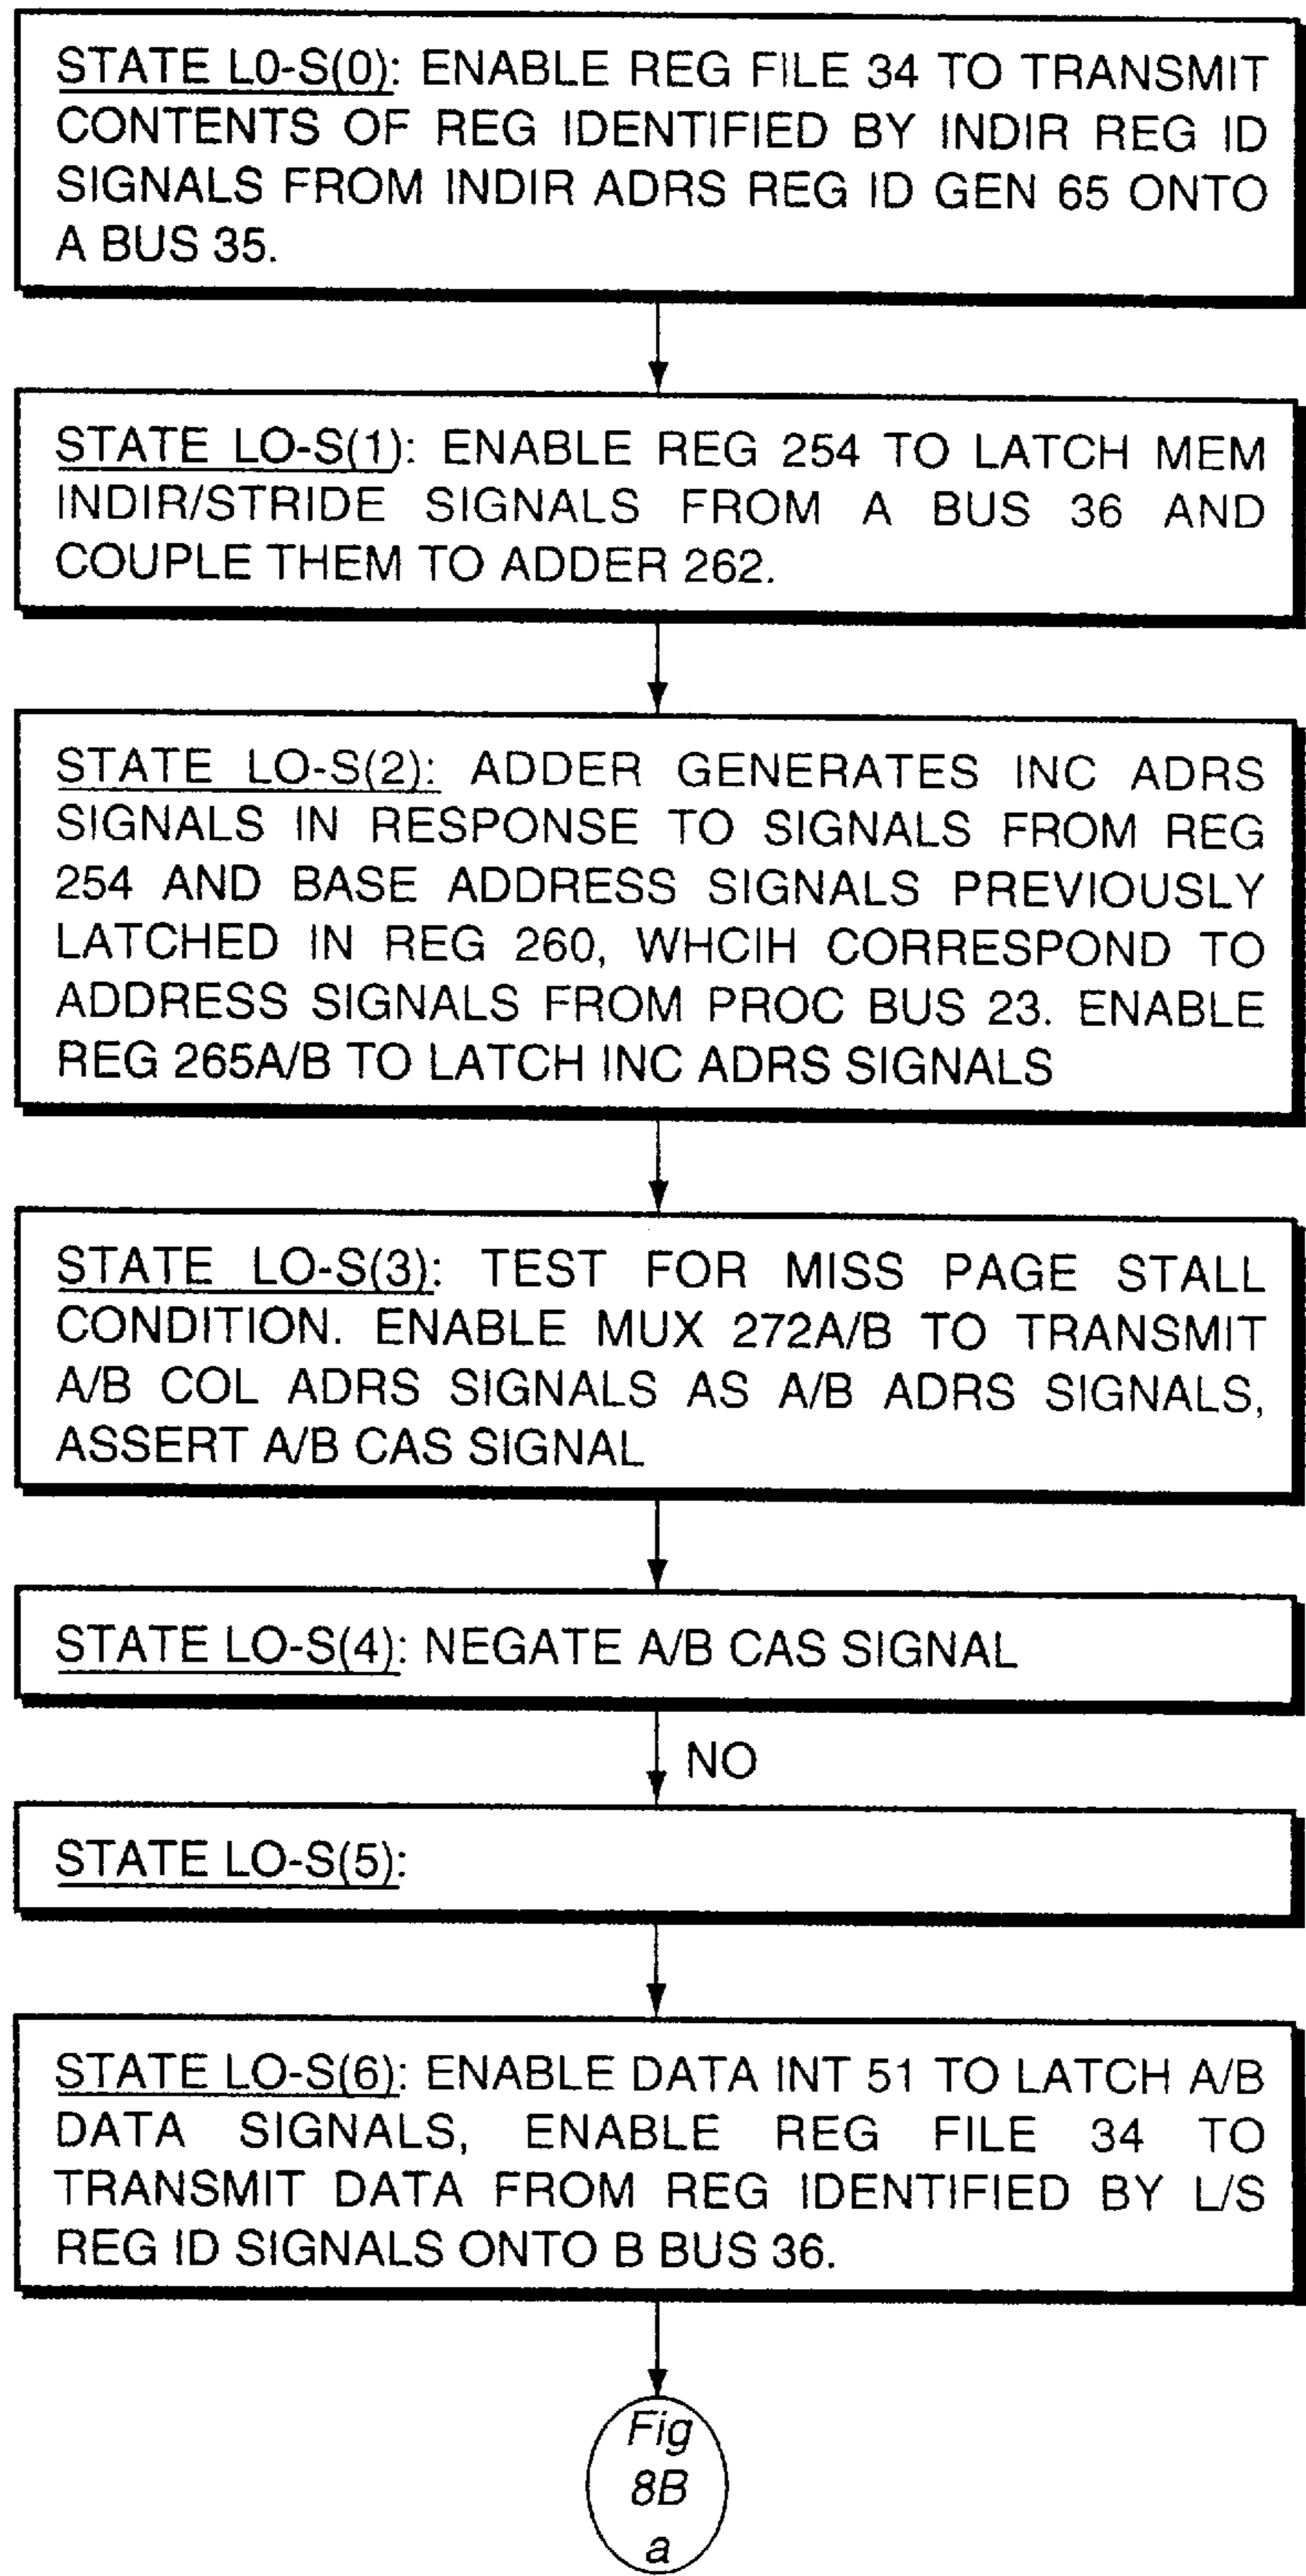 STATE L0-S(0): ENABLE REG FILE 34 TO TRANSMIT
CONTENTS OF REG IDENTIFIED BY INDIR REG ID
SIGNALS FROM INDIR ADRS REG ID GEN 65 ONTO
A BUS 35.
STATE LO-S(1): ENABLE REG 254 TO LATCH MEM
INDIR/STRIDE SIGNALS FROM A BUS 36 AND
COUPLE THEM TO ADDER 262.
STATE LO-S(2): ADDER GENERATES INC ADRS
SIGNALS IN RESPONSE TO SIGNALS FROM REG
254 AND BASE ADDRESS SIGNALS PREVIOUSLY
LATCHED IN REG 260, WHCIH CORRESPOND TO
ADDRESS SIGNALS FROM PROC BUS 23. ENABLE
REG 265A/B TO LATCH INC ADRS SIGNALS
STATE LO-S(3): TEST FOR MISS PAGE STALL
CONDITION. ENABLE MUX 272A/B TO TRANSMIT
A/B COL ADRS SIGNALS AS A/B ADRS SIGNALS,
ASSERT A/B CAS SIGNAL
STATE LO-S(4): NEGATE A/B CAS SIGNAL
NO
STATE LO-S(5):
STATE LO-S(6): ENABLE DATA INT 51 TO LATCH A/B
DATA SIGNALS, ENABLE REG FILE 34 TO
TRANSMIT DATA FROM REG IDENTIFIED BY L/S
REG ID SIGNALS ONTO B BUS 36.
Fig
8B
a